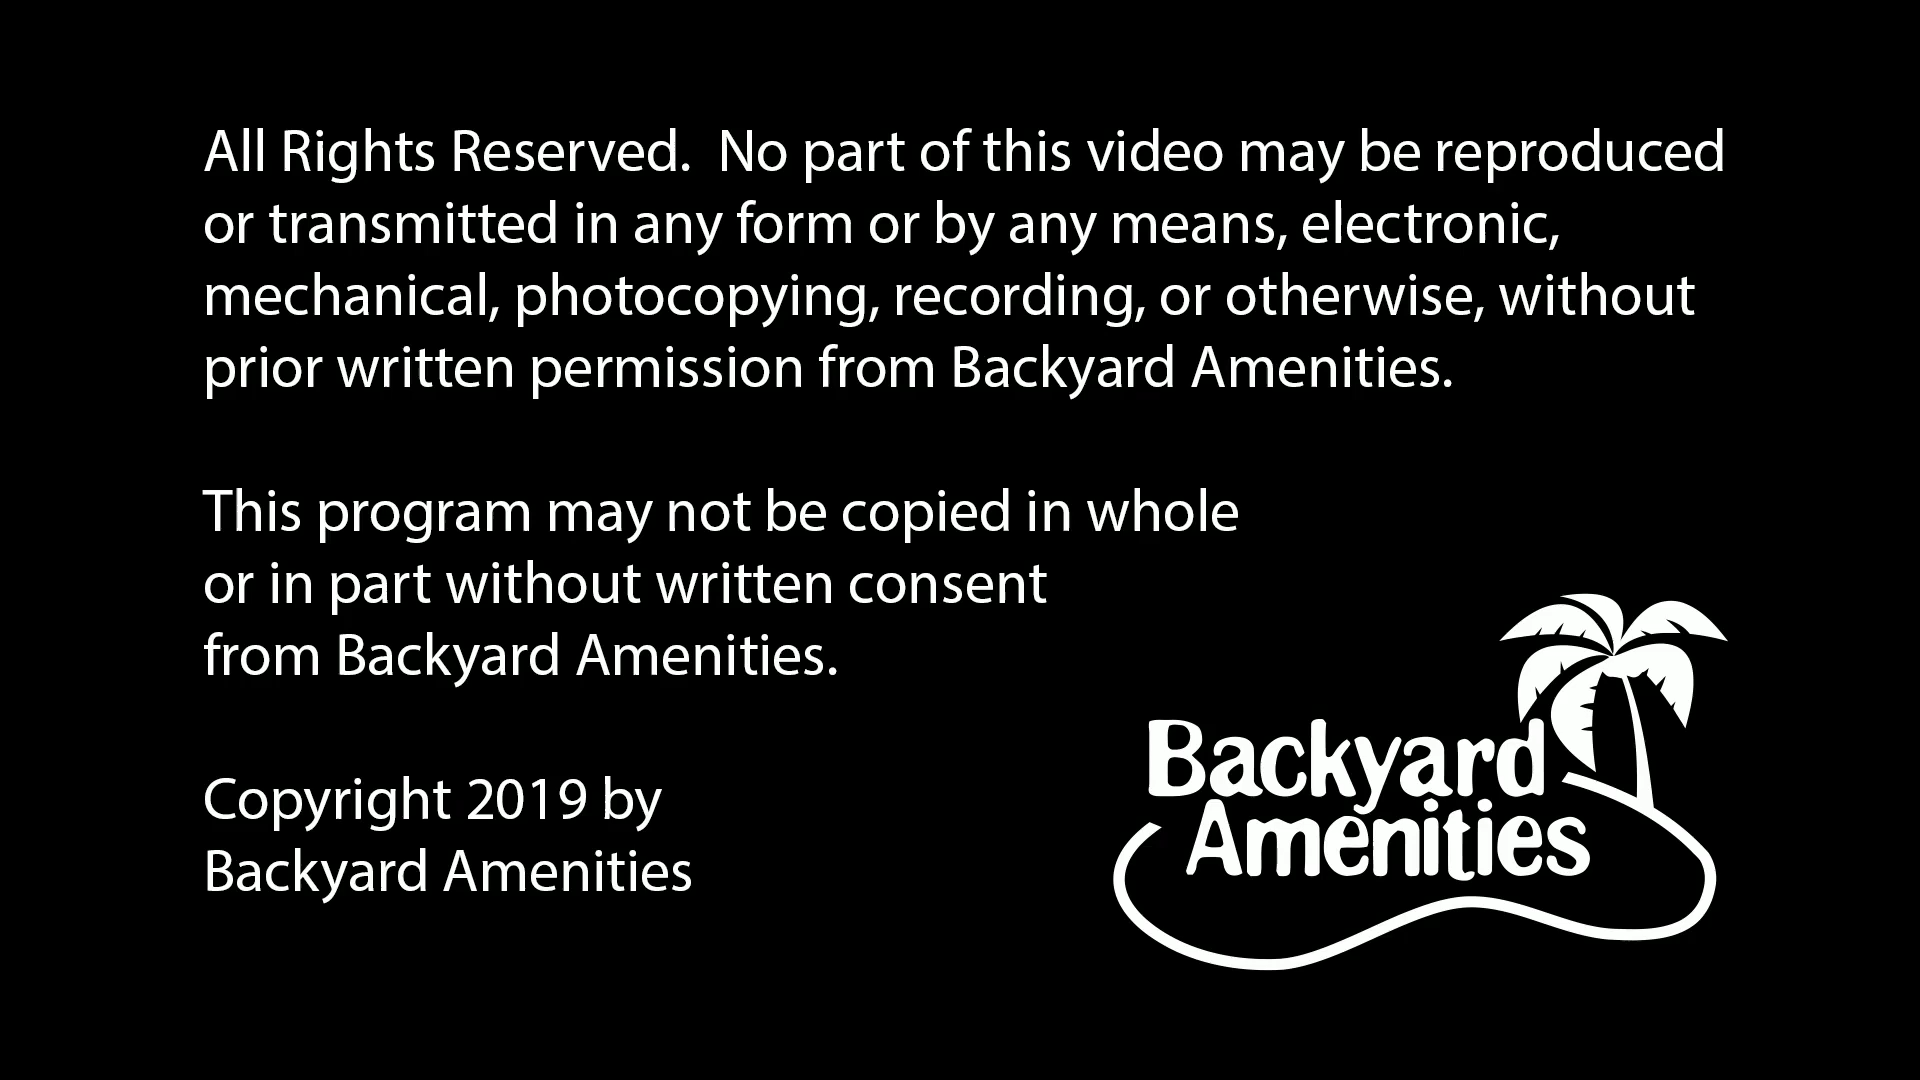 All Rights Reserved.  No part of this video may be reproduced
or transmitted in any form or by any means, electronic,
mechanical, photocopying, recording, or otherwise, without
prior written permission from Backyard Amenities.
This program may not be copied in whole
or in part without written consent
from Backyard Amenities.
Copyright 2019 by
Backyard Amenities
Backyard
Amenities